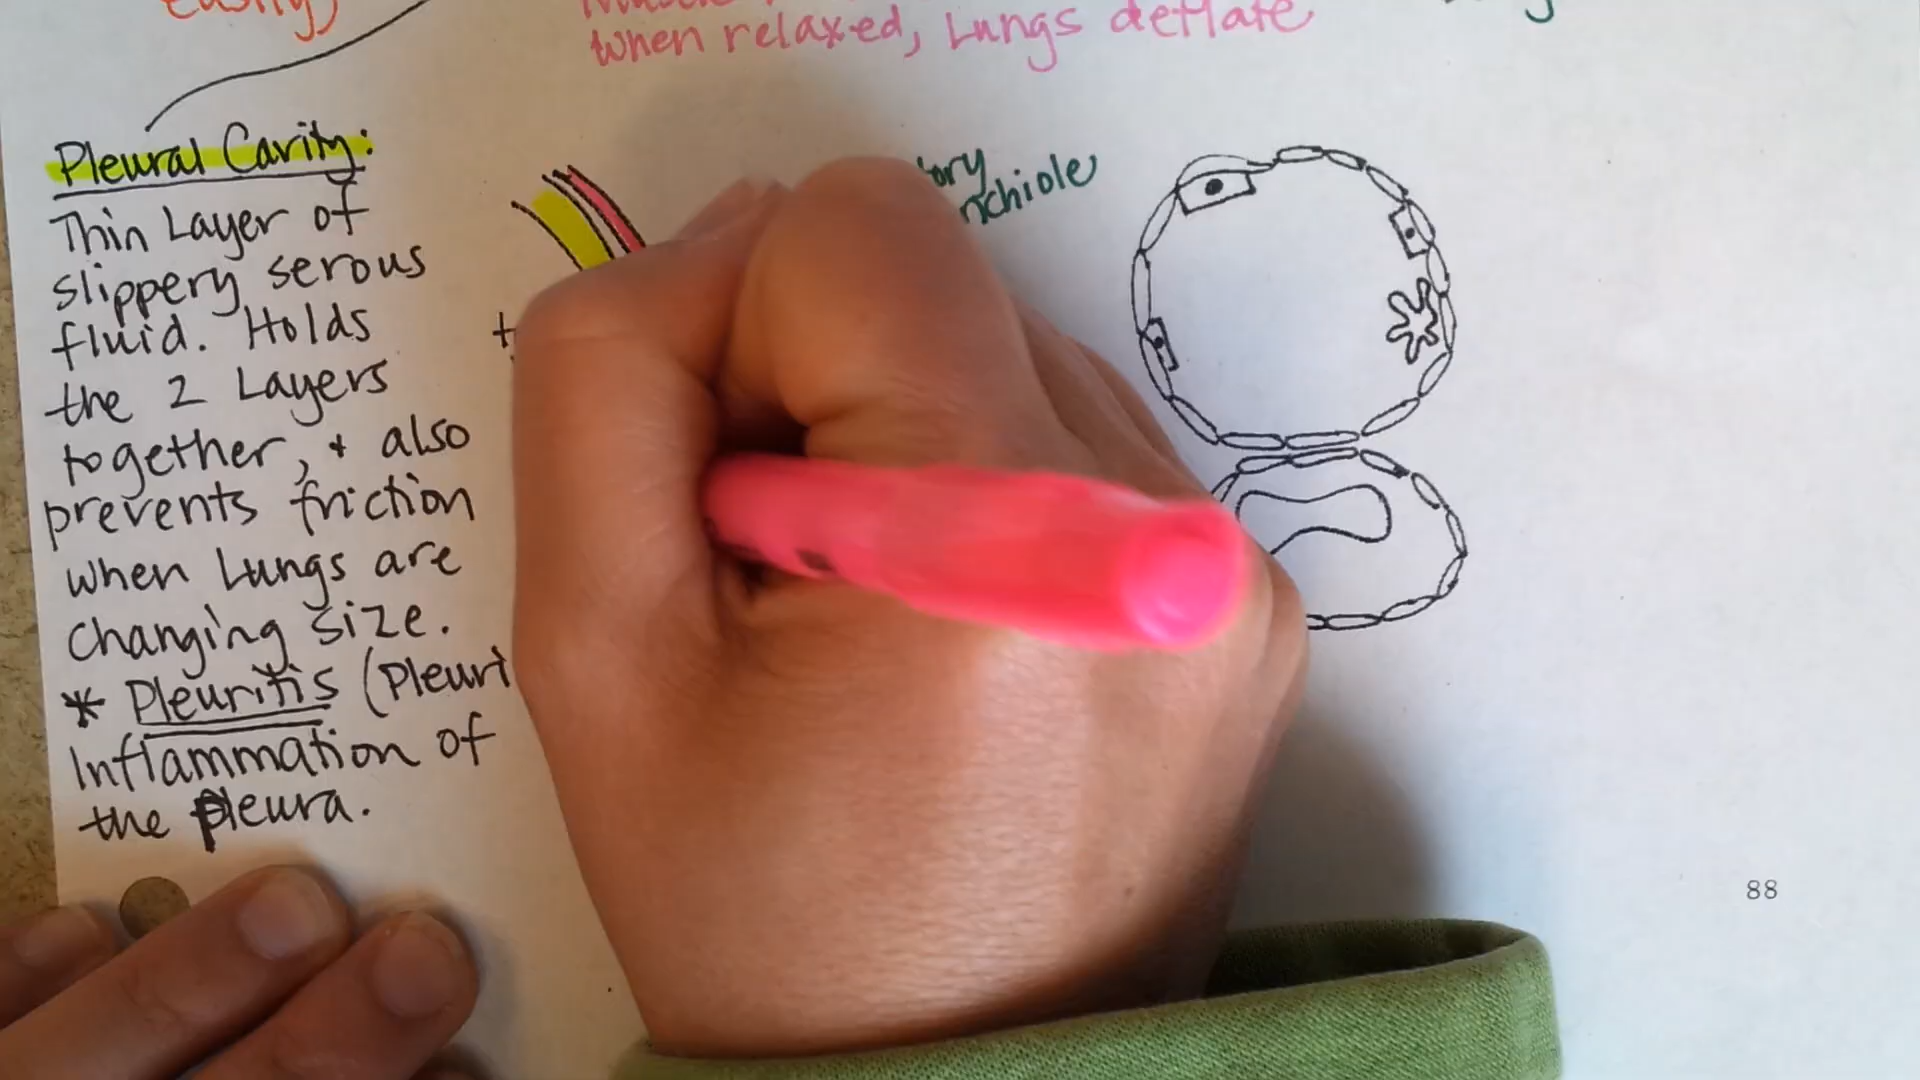 when relaxed, Lungs deflate
Pleural Cavity:
Thin Layer of
slippery serous
fluid. Holds
the 2 Layers
together, + also
prevents friction
when Lungs are
changing size.
* Pleuritis (Pleuri
Inflammation of
the pleura.
88